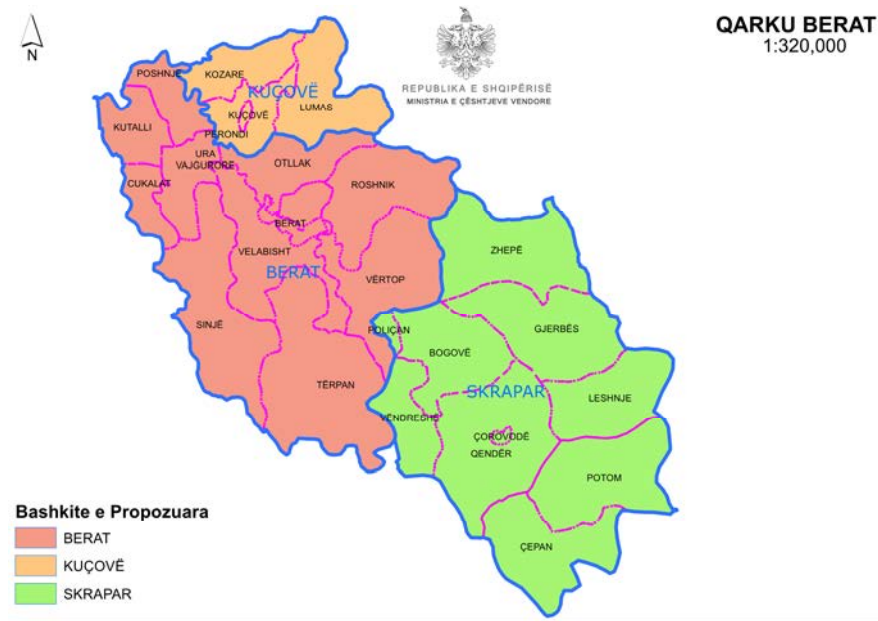 N
QARKU BERAT
1:320,000
REPUBLIKA E SHQIPËRISË
MINISTRIA E ÇËSHTJEVE VENDORE
POSHNJE
KOZARE
KUÇOVË
LUMAS
KUÇOVË
KUTALLI
PERONDI
URA
VAJGURORE
OTLLAK
CUKALAT
ROSHNIK
BERAT
VELABISHT
ZHEPË
BERAT
VËRTOP
SINJË
POLIÇAN
GJERBËS
BOGOVË
TËRPAN
SKRAPAR
LESHNJE
VËNDRESHË
ÇOROVODË
QENDËR
POTOM
ÇEPAN
Bashkite e Propozuara
BERAT
KUÇOVË
SKRAPAR